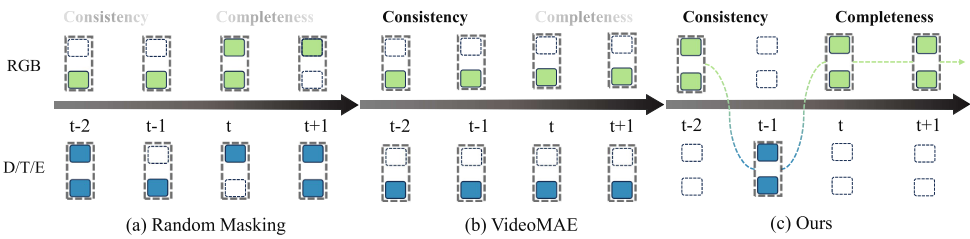 Consistency Completeness Consistency Completeness Consistency Completeness
RGB
t-2 t-1 t t+1 t-2 t-1 t t+1 t-2 t-1 t t+1
D/T/E
(a) Random Masking (b) VideoMAE (c) Ours